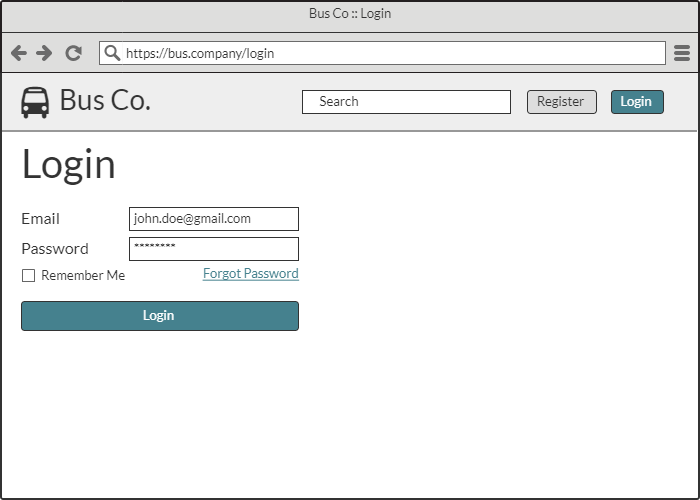 Bus Co :: Login
https://bus.company/login
Bus Co.
Search
Register
Login
Login
Email
john.doe@gmail.com
Password
********
Remember Me
Forgot Password
Login